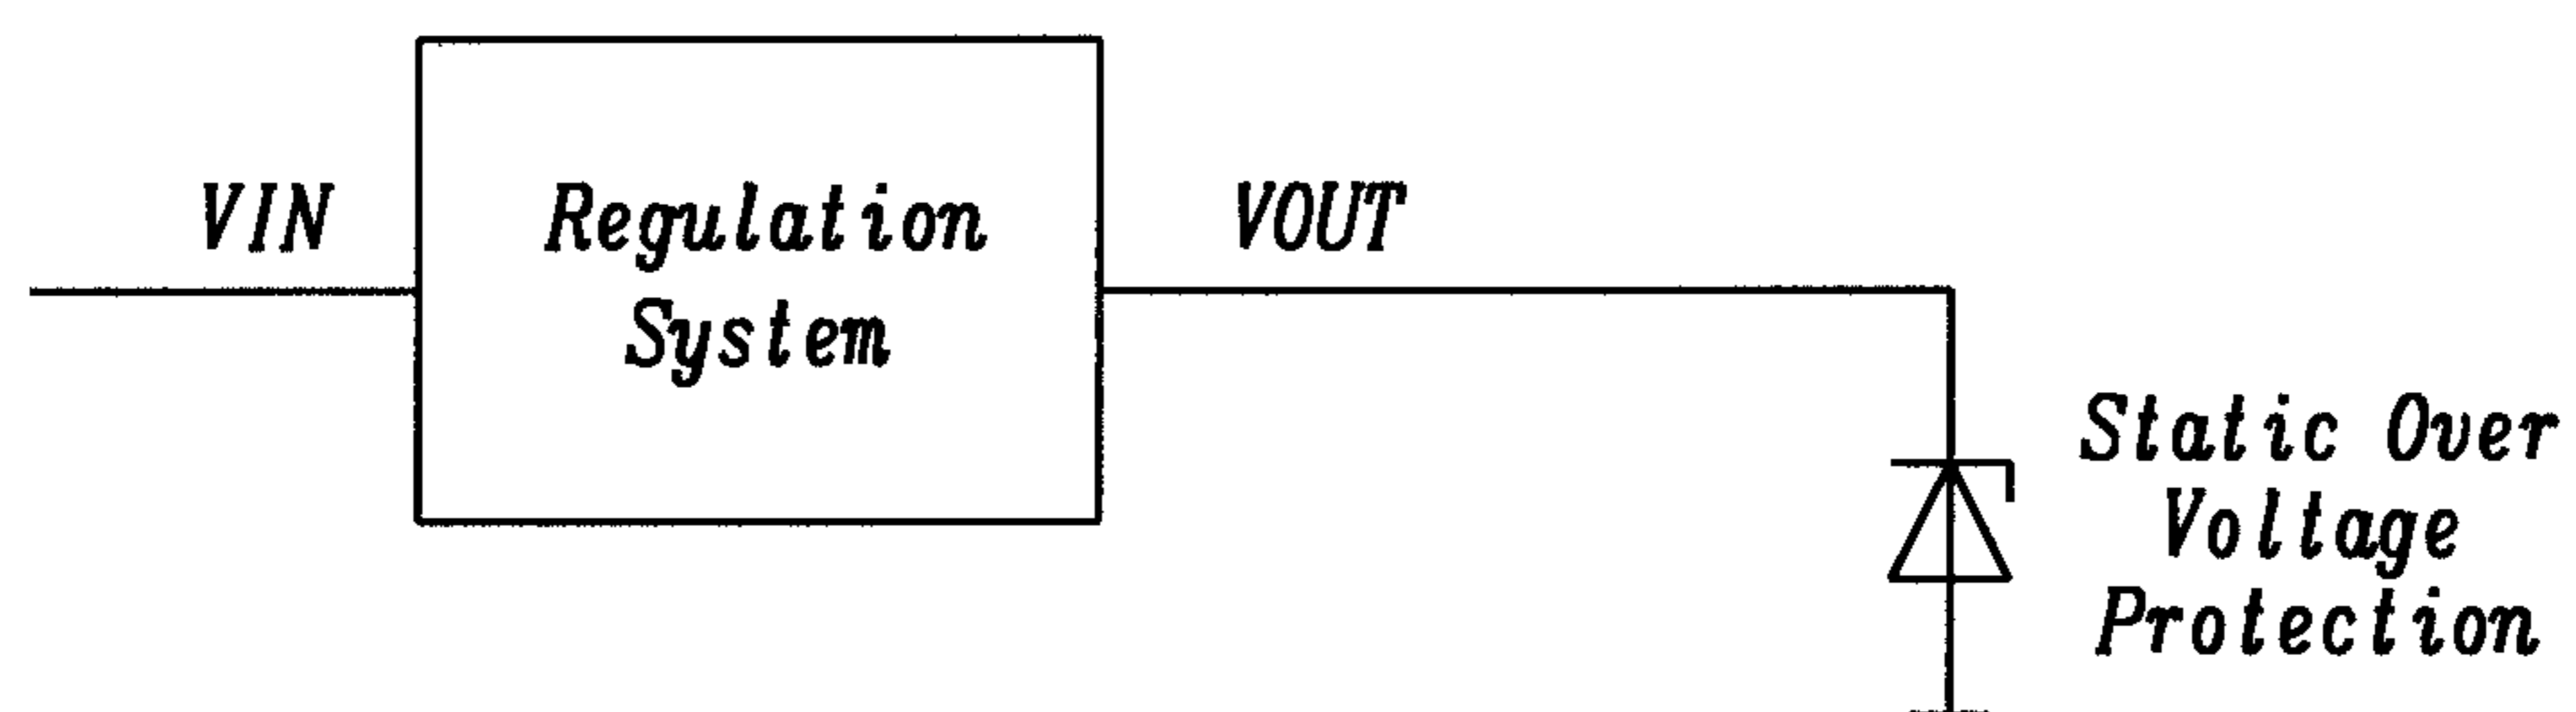 VIN
Regulation
System
VOUT
Static Over
Voltage
Protection